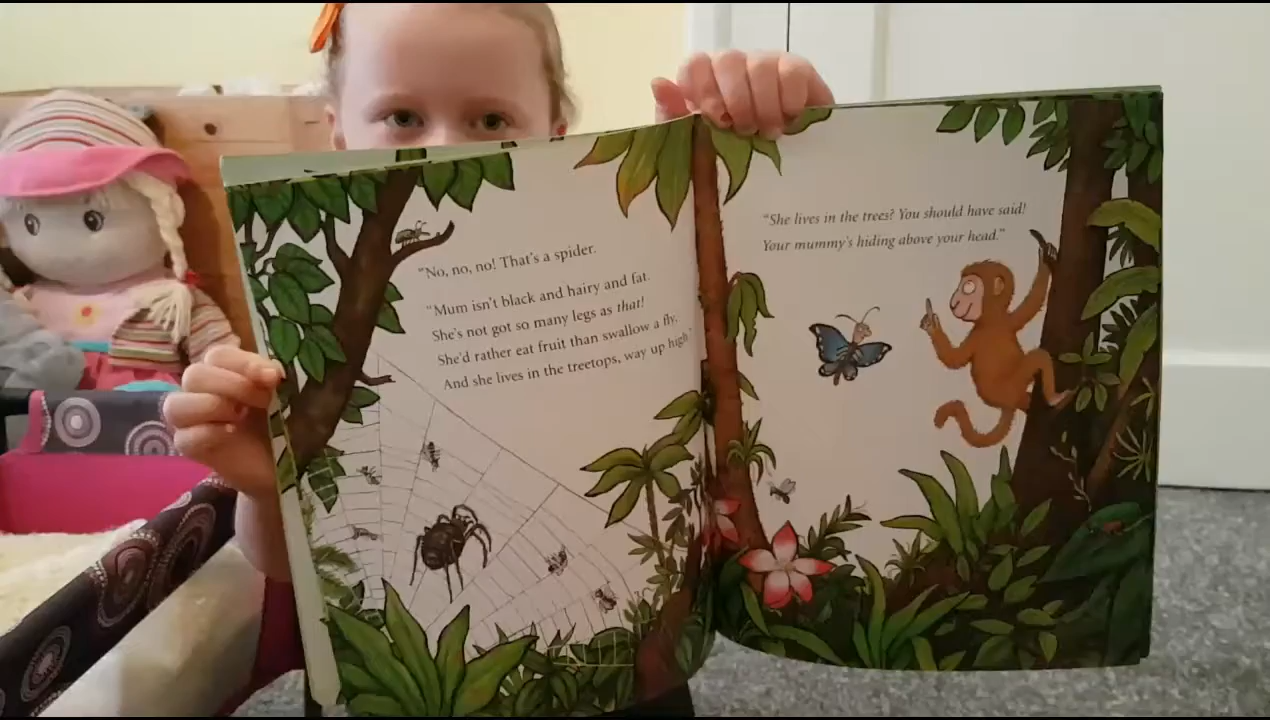 "No, no, no! That's a spider.
"Mum isn't black and hairy and fat.
She's not got so many legs as that!
She'd rather eat fruit than swallow a fly.
And she lives in the treetops, way up high"
"She lives in the trees? You should have said!
Your mummy's hiding above your head."